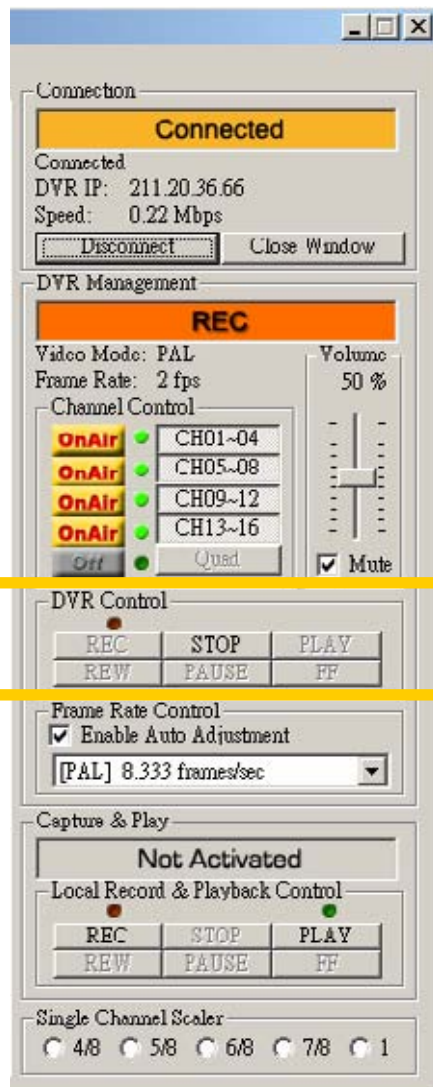 Connection
Connected
Connected
DVR IP: 211.20.36.66
Speed: 0.22 Mbps
Disconnect Close Window
DVR Management
REC
Video Mode: PAL
Frame Rate: 2 fps
Volume
50 %
Channel Control
OnAir CH01~04
OnAir CH05~08
OnAir CH09~12
OnAir CH13~16
Off Quad
Mute
DVR Control
REC STOP PLAY
REW PAUSE FF
Frame Rate Control
Enable Auto Adjustment
[PAL] 8.333 frames/sec
Capture & Play
Not Activated
Local Record & Playback Control
REC STOP PLAY
REW PAUSE FF
Single Channel Scaler
4/8 5/8 6/8 7/8 1